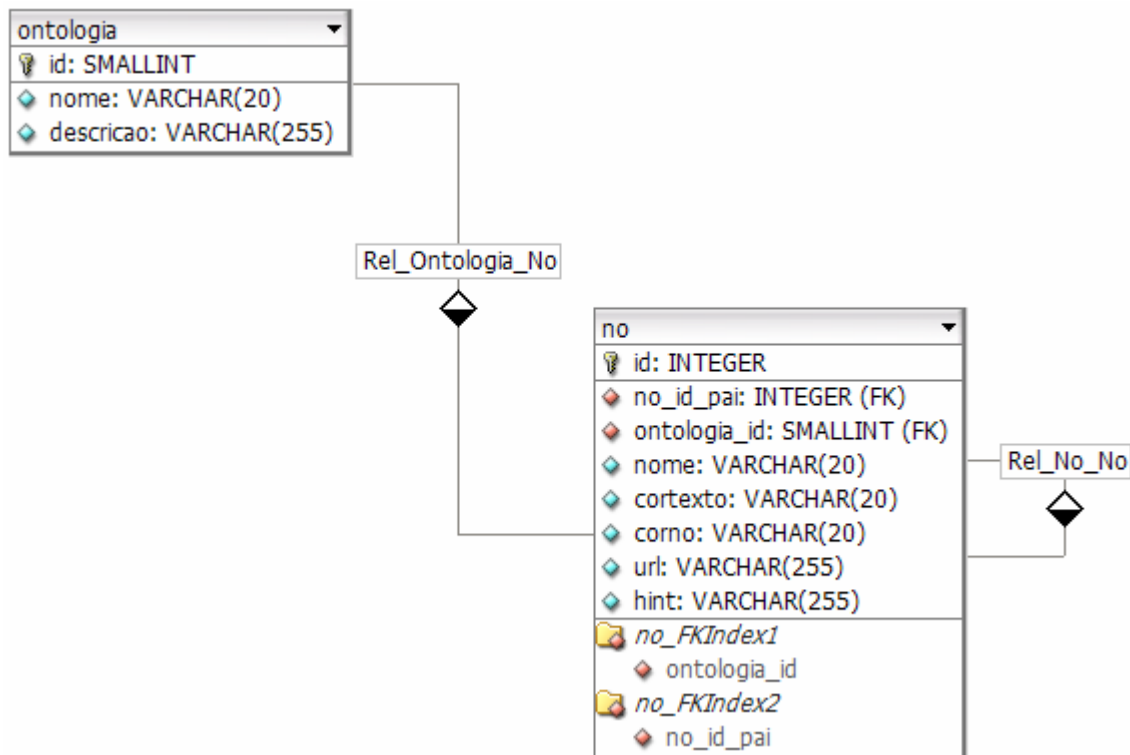 ontologia
id: SMALLINT
nome: VARCHAR(20)
descricao: VARCHAR(255)
Rel_Ontologia_No
no
id: INTEGER
no_id_pai: INTEGER (FK)
ontologia_id: SMALLINT (FK)
nome: VARCHAR(20)
cortexto: VARCHAR(20)
corno: VARCHAR(20)
url: VARCHAR(255)
hint: VARCHAR(255)
no_FKIndex1
ontologia_id
no_FKIndex2
no_id_pai
Rel_No_No